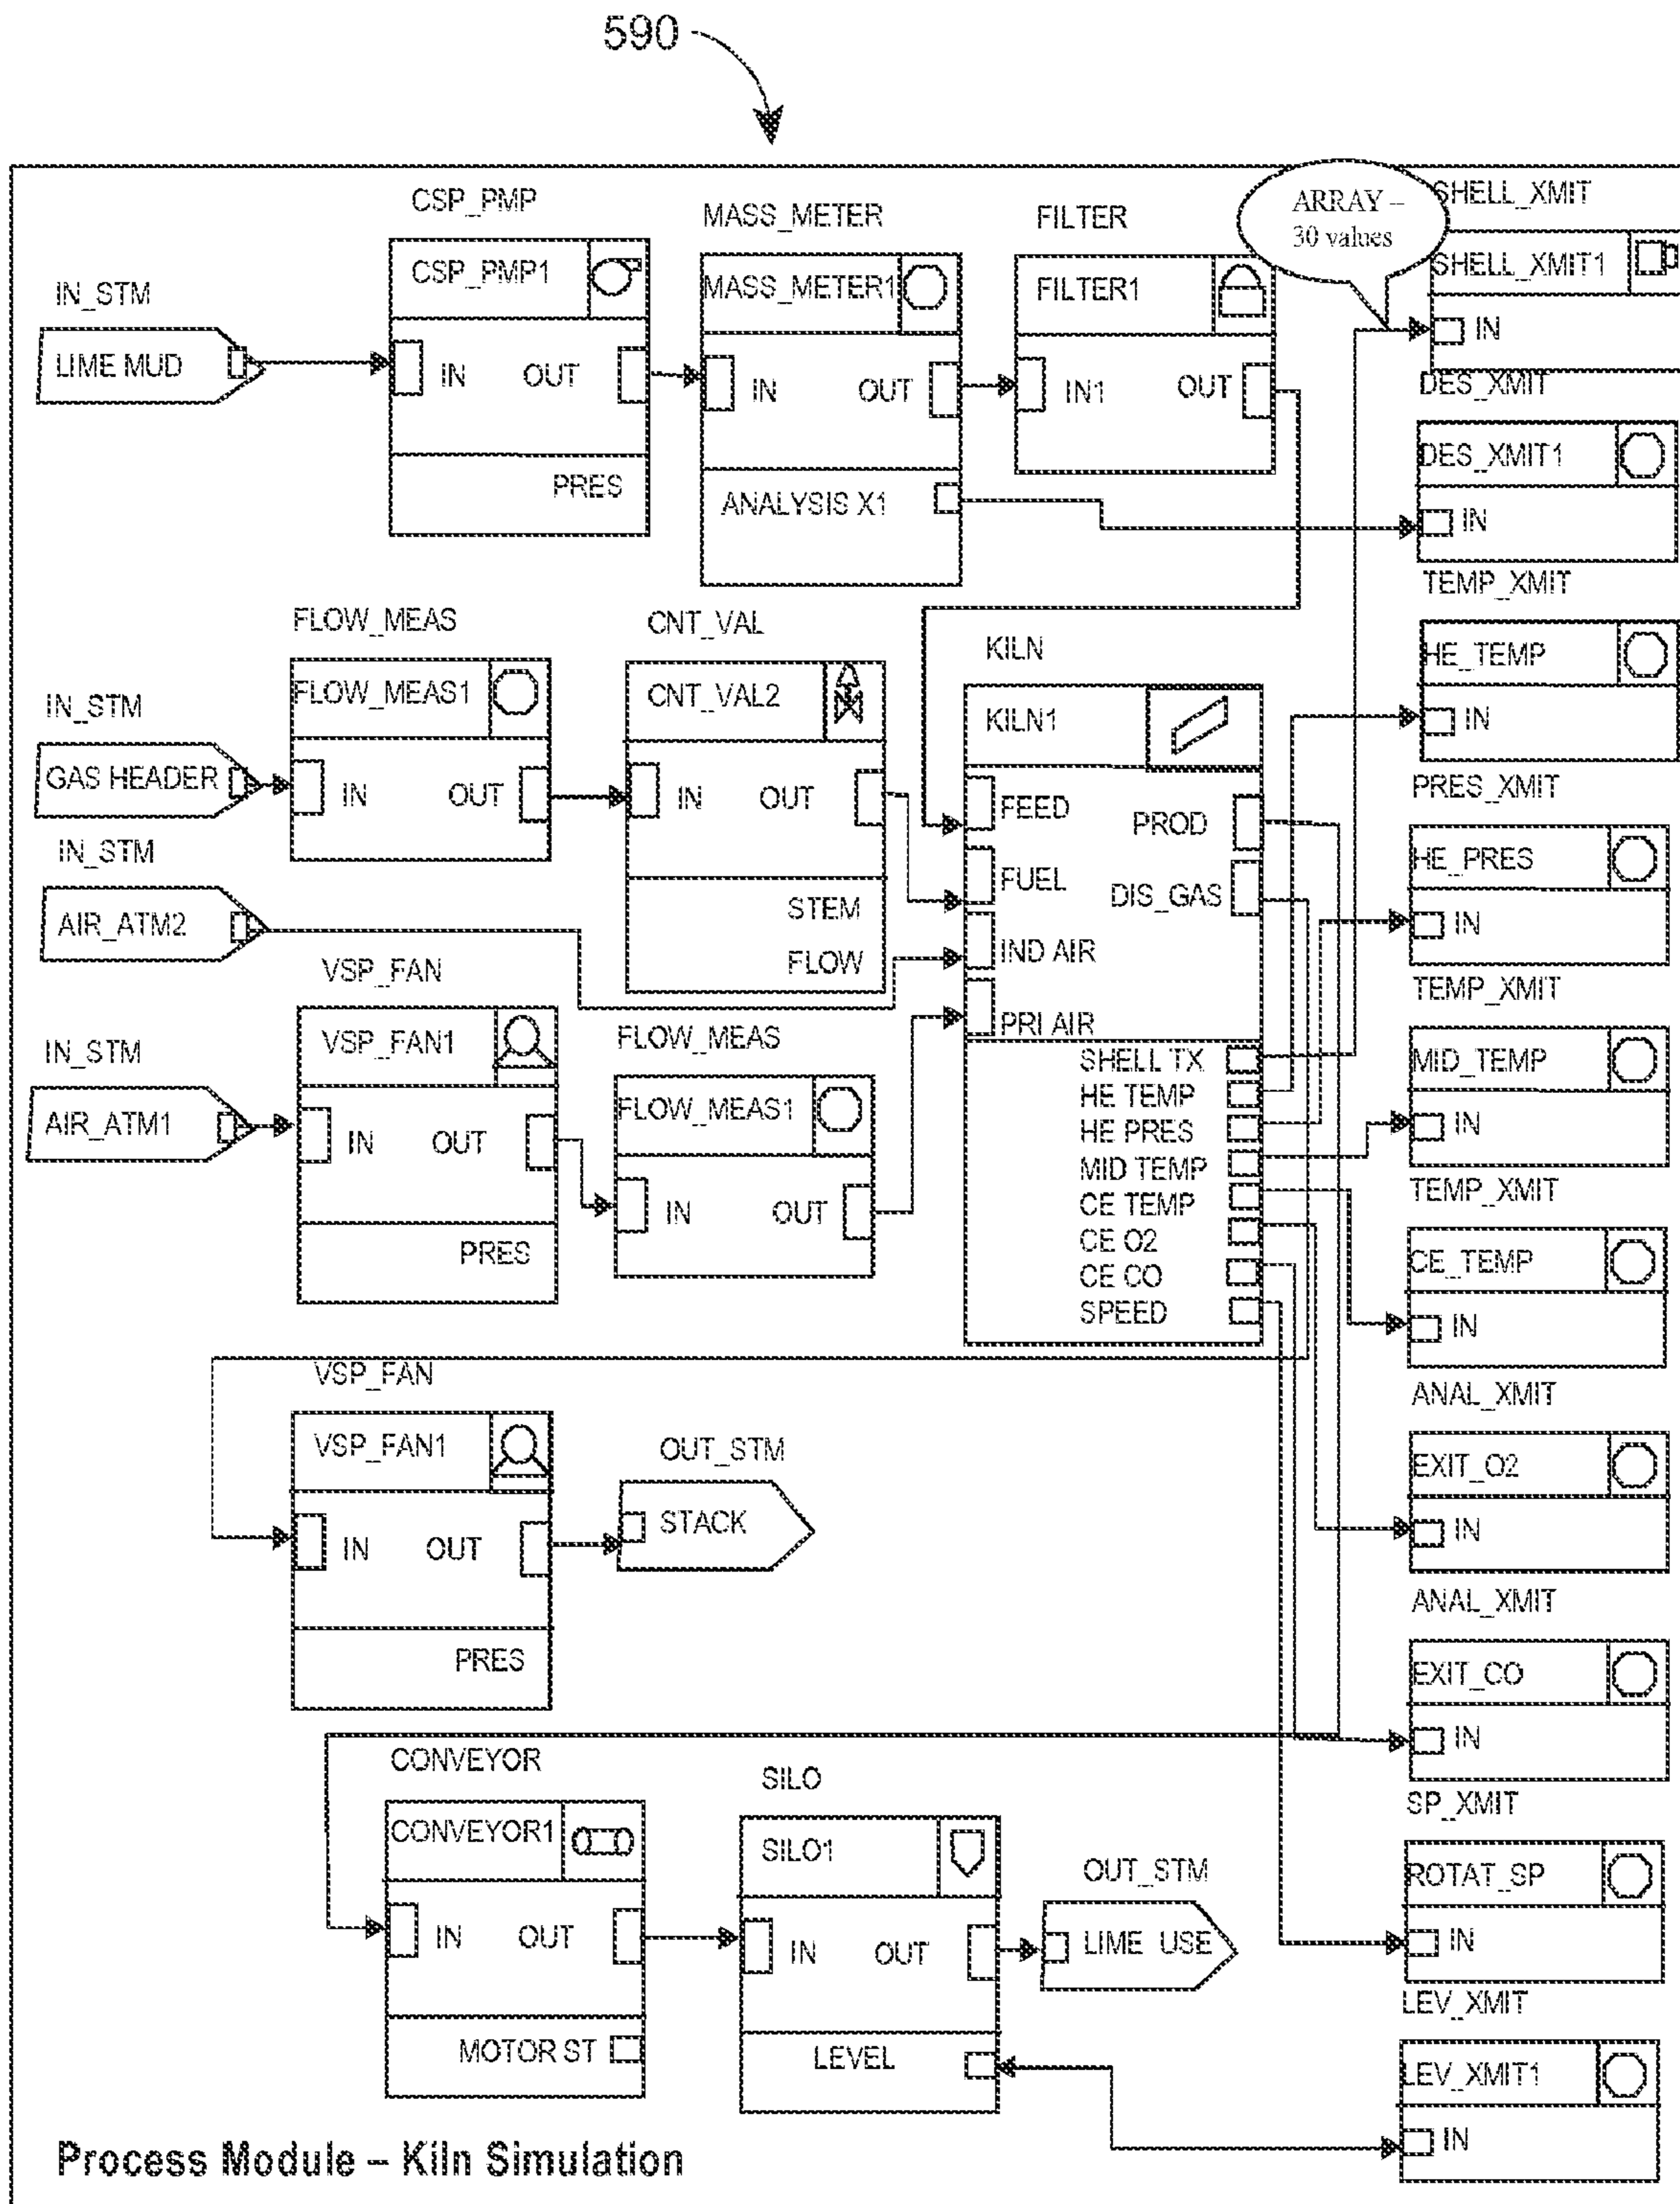 590
CSP_PMP
CSP_PMP1
IN OUT
PRES
MASS_METER
MASS_METER1
IN OUT
ANALYSIS X1
FILTER
FILTER1
IN1 OUT
ARRAY –
30 values
SHELL_XMIT
SHELL_XMIT1
IN
IN_STM
LIME MUD
DES_XMIT
DES_XMIT1
IN
FLOW_MEAS
FLOW_MEAS1
IN OUT
CNT_VAL
CNT_VAL2
IN OUT
STEM
FLOW
IN_STM
GAS HEADER
IN_STM
AIR_ATM2
KILN
KILN1
FEED
FUEL
IND AIR
PRI AIR
PROD
DIS_GAS
SHELL TX
HE TEMP
HE PRES
MID TEMP
CE TEMP
CE O2
CE CO
SPEED
TEMP_XMIT
HE_TEMP
IN
PRES_XMIT
HE_PRES
IN
VSP_FAN
VSP_FAN1
IN OUT
PRES
IN_STM
AIR_ATM1
FLOW_MEAS
FLOW_MEAS1
IN OUT
TEMP_XMIT
MID_TEMP
IN
TEMP_XMIT
CE_TEMP
IN
VSP_FAN
VSP_FAN1
IN OUT
PRES
OUT_STM
STACK
ANAL_XMIT
EXIT_O2
IN
ANAL_XMIT
EXIT_CO
IN
CONVEYOR
CONVEYOR1
IN OUT
MOTOR ST
SILO
SILO1
IN OUT
LEVEL
OUT_STM
LIME USE
SP_XMIT
ROTAT_SP
IN
LEV_XMIT
LEV_XMIT1
IN
Process Module – Kiln Simulation